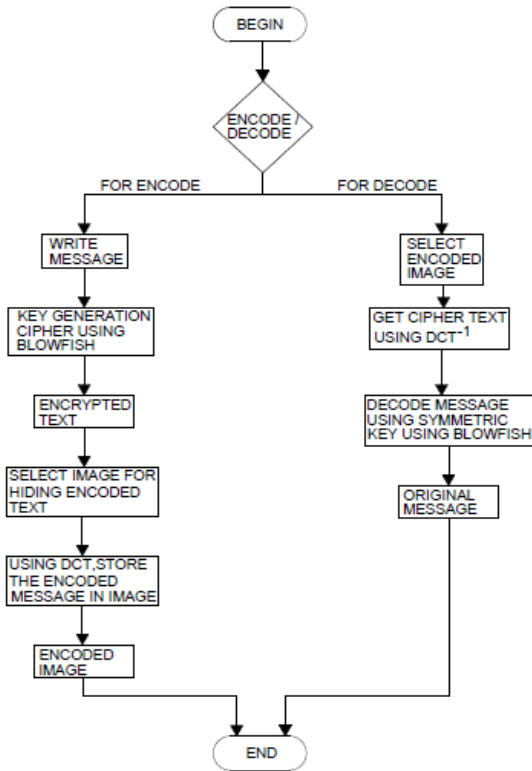 BEGIN
ENCODE /
DECODE
FOR ENCODE
FOR DECODE
WRITE
MESSAGE
KEY GENERATION
CIPHER USING
BLOWFISH
ENCRYPTED
TEXT
SELECT IMAGE FOR
HIDING ENCODED
TEXT
USING DCT,STORE
THE ENCODED
MESSAGE IN IMAGE
ENCODED
IMAGE
SELECT
ENCODED
IMAGE
GET CIPHER TEXT
USING DCT⁻¹
DECODE MESSAGE
USING SYMMETRIC
KEY USING BLOWFISH
ORIGINAL
MESSAGE
END